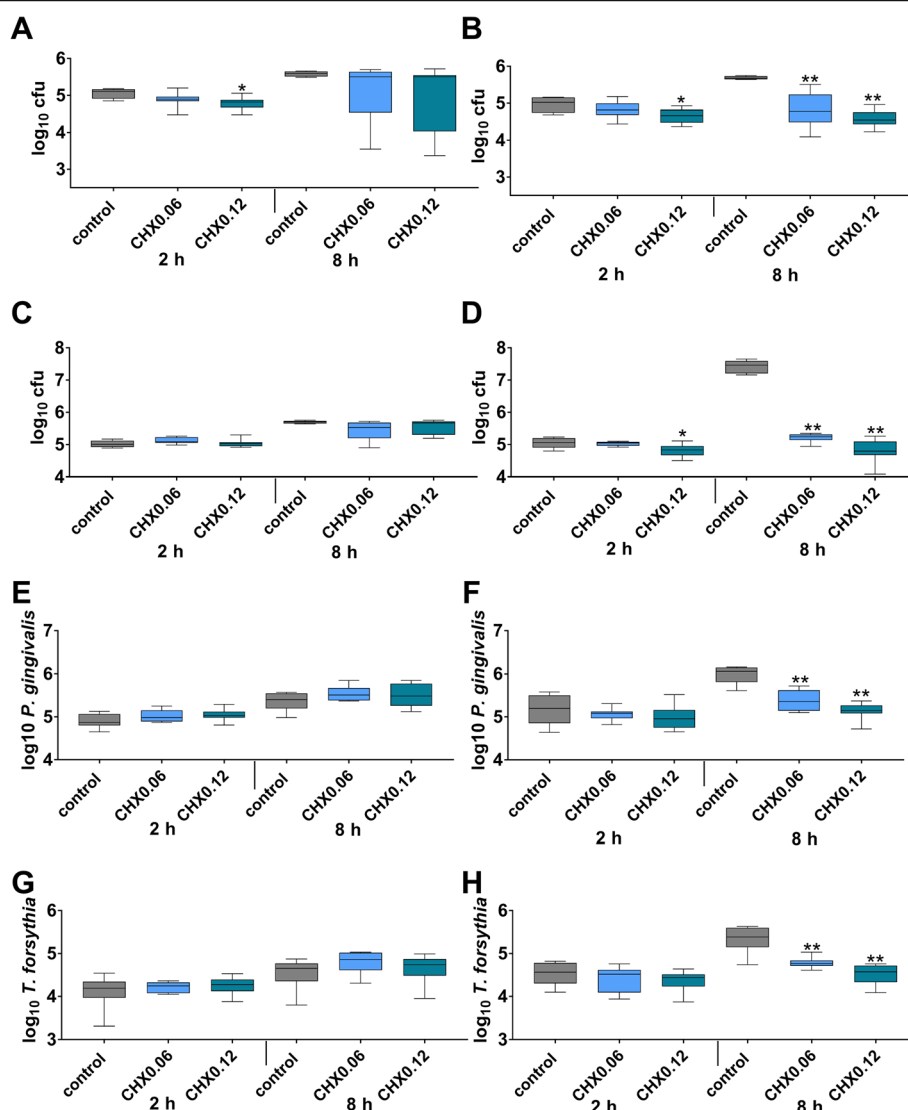 A
log10 cfu
6
5
4
3
*
control
CHX0.06
CHX0.12
control
CHX0.06
CHX0.12
2 h
8 h
B
log10 cfu
6
5
4
3
*
**
**
control
CHX0.06
CHX0.12
control
CHX0.06
CHX0.12
2 h
8 h
C
log10 cfu
8
7
6
5
4
control
CHX0.06
CHX0.12
control
CHX0.06
CHX0.12
2 h
8 h
D
log10 cfu
8
7
6
5
4
*
**
**
control
CHX0.06
CHX0.12
control
CHX0.06
CHX0.12
2 h
8 h
E
log10 P. gingivalis
7
6
5
4
control
CHX0.06
CHX0.12
control
CHX0.06
CHX0.12
2 h
8 h
F
log10 P. gingivalis
7
6
5
4
**
**
control
CHX0.06
CHX0.12
control
CHX0.06
CHX0.12
2 h
8 h
G
log10 T. forsythia
6
5
4
3
control
CHX0.06
CHX0.12
control
CHX0.06
CHX0.12
2 h
8 h
H
log10 T. forsythia
6
5
4
3
**
**
control
CHX0.06
CHX0.12
control
CHX0.06
CHX0.12
2 h
8 h